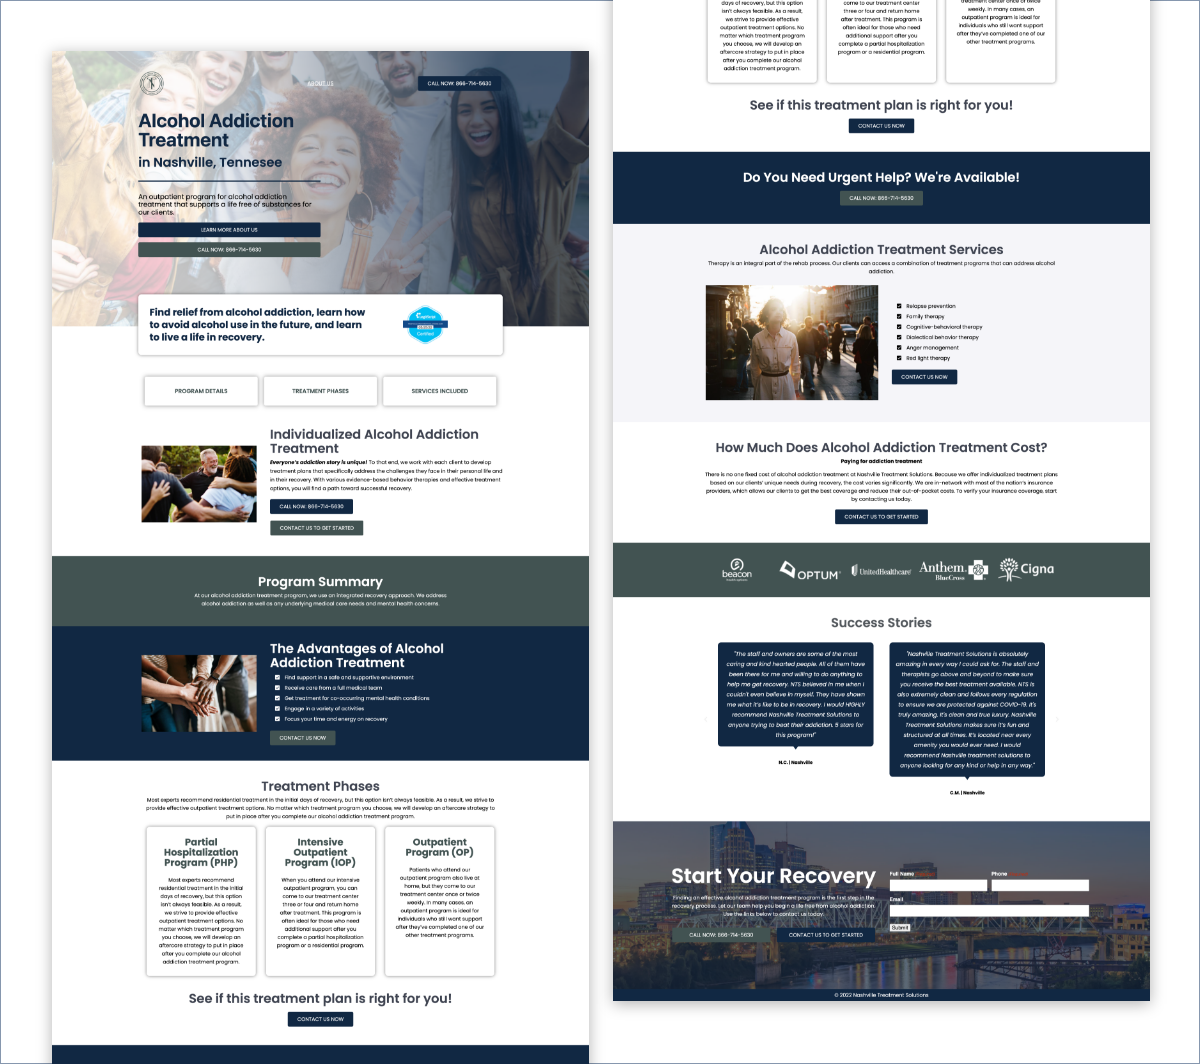 ABOUT US
CALL NOW: 866-714-5630
Alcohol Addiction
Treatment
in Nashville, Tennesee
An outpatient program for alcohol addiction
treatment that supports a life free of substances for
our clients.
LEARN MORE ABOUT US
CALL NOW: 866-714-5630
Find relief from alcohol addiction, learn how
to avoid alcohol use in the future, and learn
to live a life in recovery.
Certified
PROGRAM DETAILS
TREATMENT PHASES
SERVICES INCLUDED
Individualized Alcohol Addiction
Treatment
Everyone's addiction story is unique! To that end, we work with each client to develop
treatment plans that specifically address the challenges they face in their personal life and
in their recovery. With various evidence-based behavior therapies and effective treatment
options, you will find a path toward successful recovery.
CALL NOW: 866-714-5630
CONTACT US TO GET STARTED
Program Summary
At our alcohol addiction treatment program, we use an integrated recovery approach. We address
alcohol addiction as well as any underlying medical care needs and mental health concerns.
The Advantages of Alcohol
Addiction Treatment
Find support in a safe and supportive environment
Receive care from a full medical team
Get treatment for co-occurring mental health conditions
Engage in a variety of activities
Focus your time and energy on recovery
CONTACT US NOW
Treatment Phases
Most experts recommend residential treatment in the initial days of recovery, but this option isn't always feasible. As a result, we strive to
provide effective outpatient treatment options. No matter which treatment program you choose, we will develop an aftercare strategy to
put in place after you complete our alcohol addiction treatment program.
Partial
Hospitalization
Program (PHP)
Most experts recommend
residential treatment in the initial
days of recovery, but this option
isn't always feasible. As a result,
we strive to provide effective
outpatient treatment options. No
matter which treatment program
you choose, we will develop an
aftercare strategy to put in place
after you complete our alcohol
addiction treatment program.
Intensive
Outpatient
Program (IOP)
When you attend our intensive
outpatient program, you can
come to our treatment center
three or four and return home
after treatment. This program is
often ideal for those who need
additional support after you
complete a partial hospitalization
program or a residential program.
Outpatient
Program (OP)
Patients who attend our
outpatient program also live at
home, but they come to our
treatment center once or twice
weekly. In many cases, an
outpatient program is ideal for
individuals who still want support
after they've completed one of our
other treatment programs.
See if this treatment plan is right for you!
CONTACT US NOW
days of recovery, but this option
isn't always feasible. As a result,
we strive to provide effective
outpatient treatment options. No
matter which treatment program
you choose, we will develop an
aftercare strategy to put in place
after you complete our alcohol
addiction treatment program.
come to our treatment center
three or four and return home
after treatment. This program is
often ideal for those who need
additional support after you
complete a partial hospitalization
program or a residential program.
treatment center once or twice
weekly. In many cases, an
outpatient program is ideal for
individuals who still want support
after they've completed one of our
other treatment programs.
See if this treatment plan is right for you!
CONTACT US NOW
Do You Need Urgent Help? We're Available!
CALL NOW: 866-714-5630
Alcohol Addiction Treatment Services
Therapy is an integral part of the rehab process. Our clients can access a combination of treatment programs that can address alcohol
addiction.
Relapse prevention
Family therapy
Cognitive-behavioral therapy
Dialectical behavior therapy
Anger management
Red light therapy
CONTACT US NOW
How Much Does Alcohol Addiction Treatment Cost?
Paying for addiction treatment
There is no one fixed cost of alcohol addiction treatment at Nashville Treatment Solutions. Because we offer individualized treatment plans
based on our clients' unique needs during recovery, the cost varies significantly. We are in-network with most of the nation's insurance
providers, which allows our clients to get the best coverage and reduce their out-of-pocket costs. To verify your insurance coverage, start
by contacting us today.
CONTACT US TO GET STARTED
beacon
OPTUM
UnitedHealthcare
Anthem
BlueCross
Cigna
Success Stories
"The staff and owners are some of the most
caring and kind hearted people. All of them have
been there for me and willing to do anything to
help me get recovery. NTS believed in me when I
couldn't even believe in myself. They have shown
me what it's like to be in recovery. I would HIGHLY
recommend Nashville Treatment Solutions to
anyone trying to beat their addiction. 5 stars for
this program!"
N.C. | Nashville
"Nashville Treatment Solutions is absolutely
amazing in every way I could ask for. The staff and
therapists go above and beyond to make sure
you receive the best treatment available. NTS is
also extremely clean and follows every regulation
to ensure we are protected against COVID-19. It's
truly amazing. It's clean and true luxury. Nashville
Treatment Solutions makes sure it's fun and
structured at all times. It's located near every
amenity you would ever need. I would
recommend Nashville treatment solutions to
anyone looking for any kind or help in any way."
C.M. | Nashville
Start Your Recovery
Finding an effective alcohol addiction treatment program is the first step in the
recovery process. Let our team help you begin a life free from alcohol addiction.
Use the links below to contact us today:
CALL NOW: 866-714-5630
CONTACT US TO GET STARTED
Full Name
Phone
Email
Submit
© 2022 Nashville Treatment Solutions